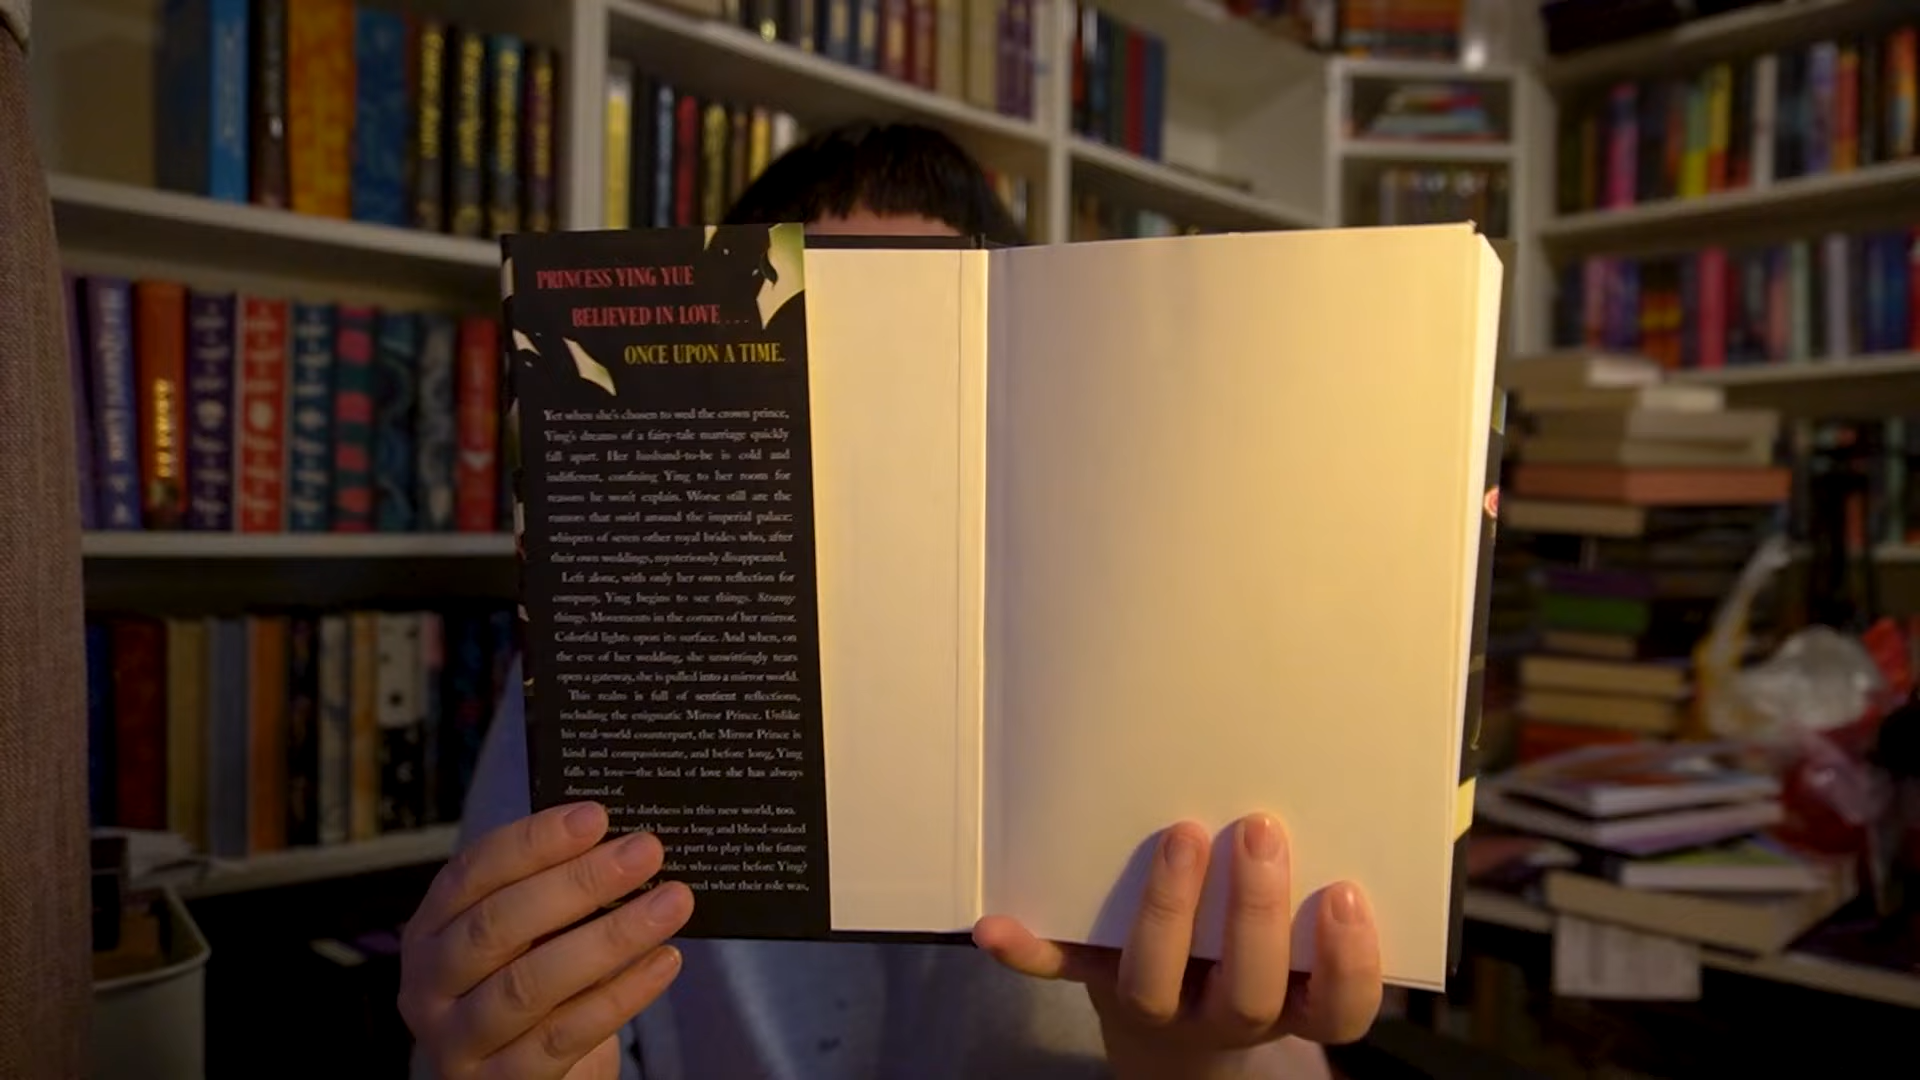 PRINCESS YING YUE
BELIEVED IN LOVE . . .
ONCE UPON A TIME.
Yet when she's chosen to wed the crown prince,
Ying's dreams of a fairy-tale marriage quickly
fall apart. Her husband-to-be is cold and
indifferent, confining Ying to her room for
reasons he won't explain. Worse still are the
rumors that swirl around the imperial palace:
whispers of seven other royal brides who, after
their own weddings, mysteriously disappeared.
Left alone, with only her own reflection for
company, Ying begins to see things. Strange
things. Movements in the corners of her mirror.
Colorful lights upon its surface. And when, on
the eve of her wedding, she unwittingly tears
open a gateway, she is pulled into a mirror world.
This realm is full of sentient reflections,
including the enigmatic Mirror Prince. Unlike
his real-world counterpart, the Mirror Prince is
kind and compassionate, and before long, Ying
falls in love—the kind of love she has always
dreamed of.
here is darkness in this new world, too.
worlds have a long and blood-soaked
a part to play in the future
rides who came before Ying?
ered what their role was,